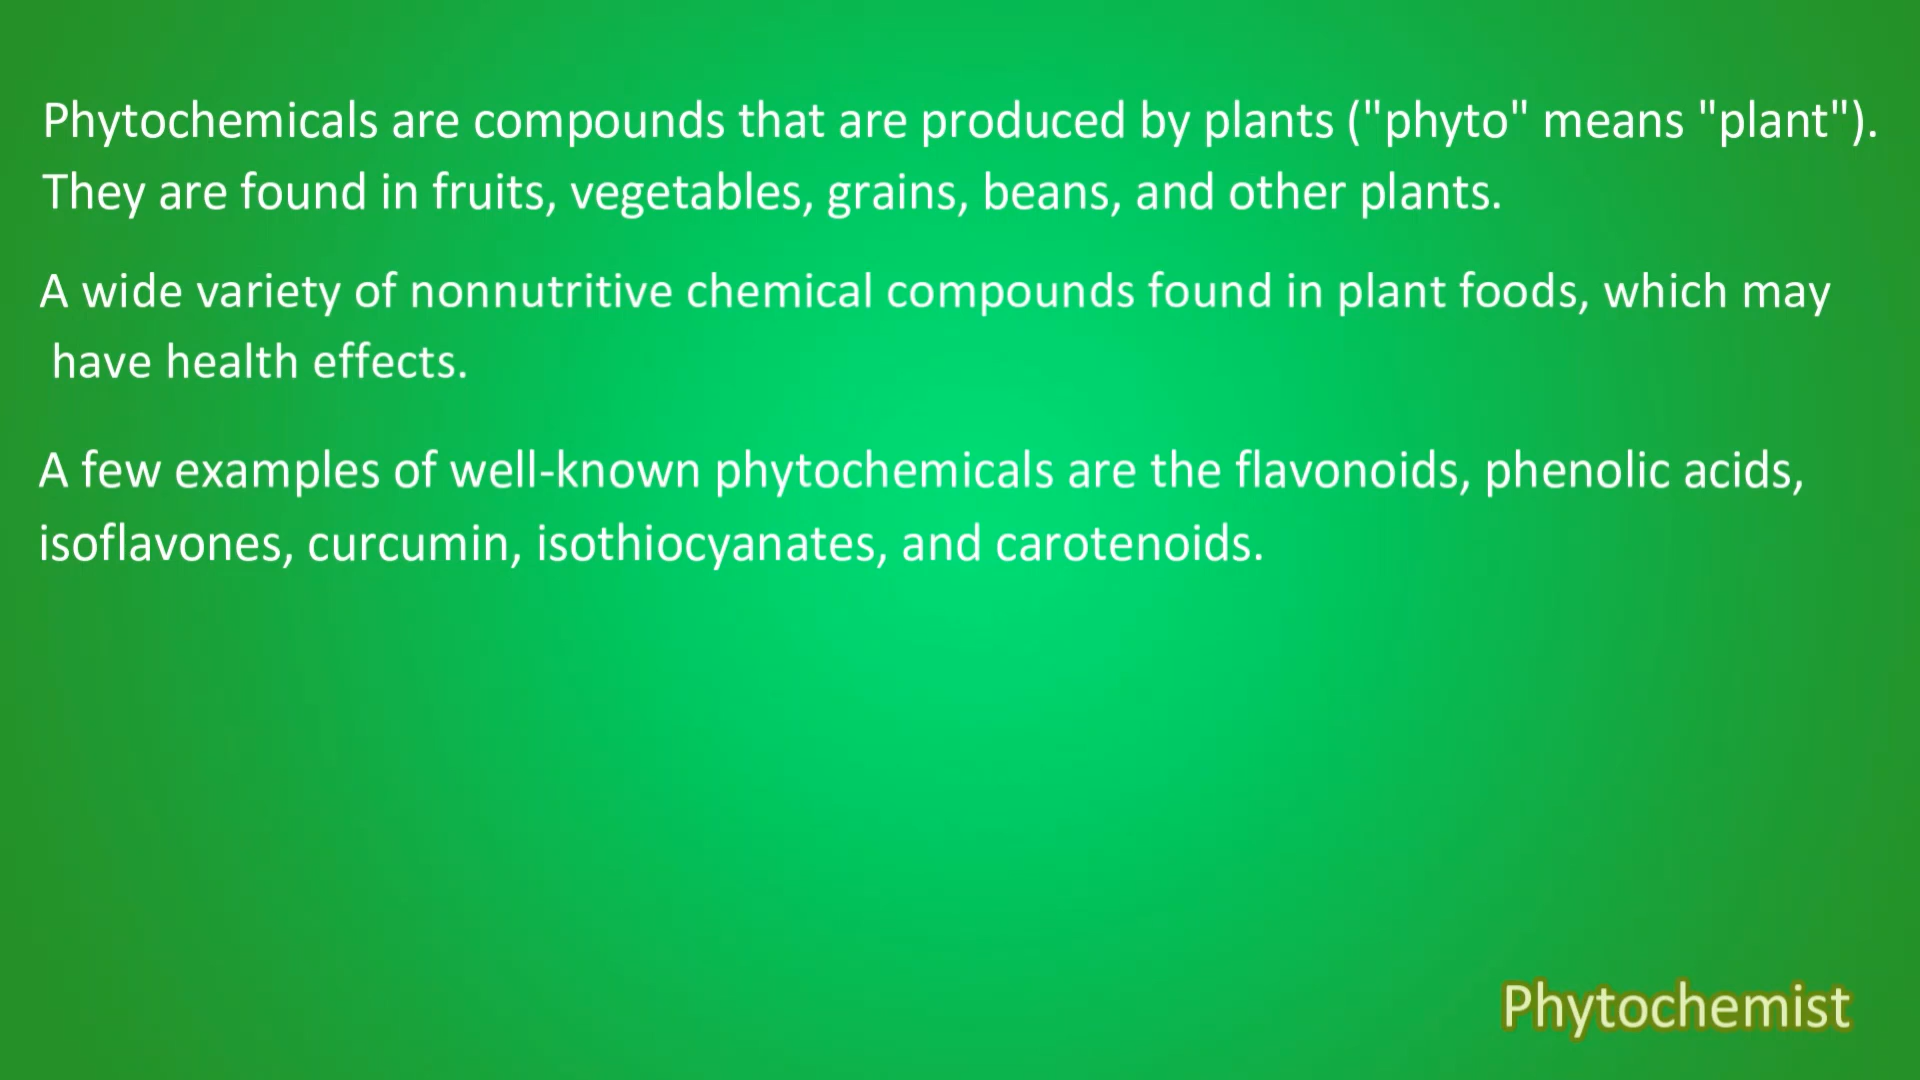 Phytochemicals are compounds that are produced by plants ("phyto" means "plant").
They are found in fruits, vegetables, grains, beans, and other plants.
A wide variety of nonnutritive chemical compounds found in plant foods, which may
have health effects.
A few examples of well-known phytochemicals are the flavonoids, phenolic acids,
isoflavones, curcumin, isothiocyanates, and carotenoids.
Phytochemist